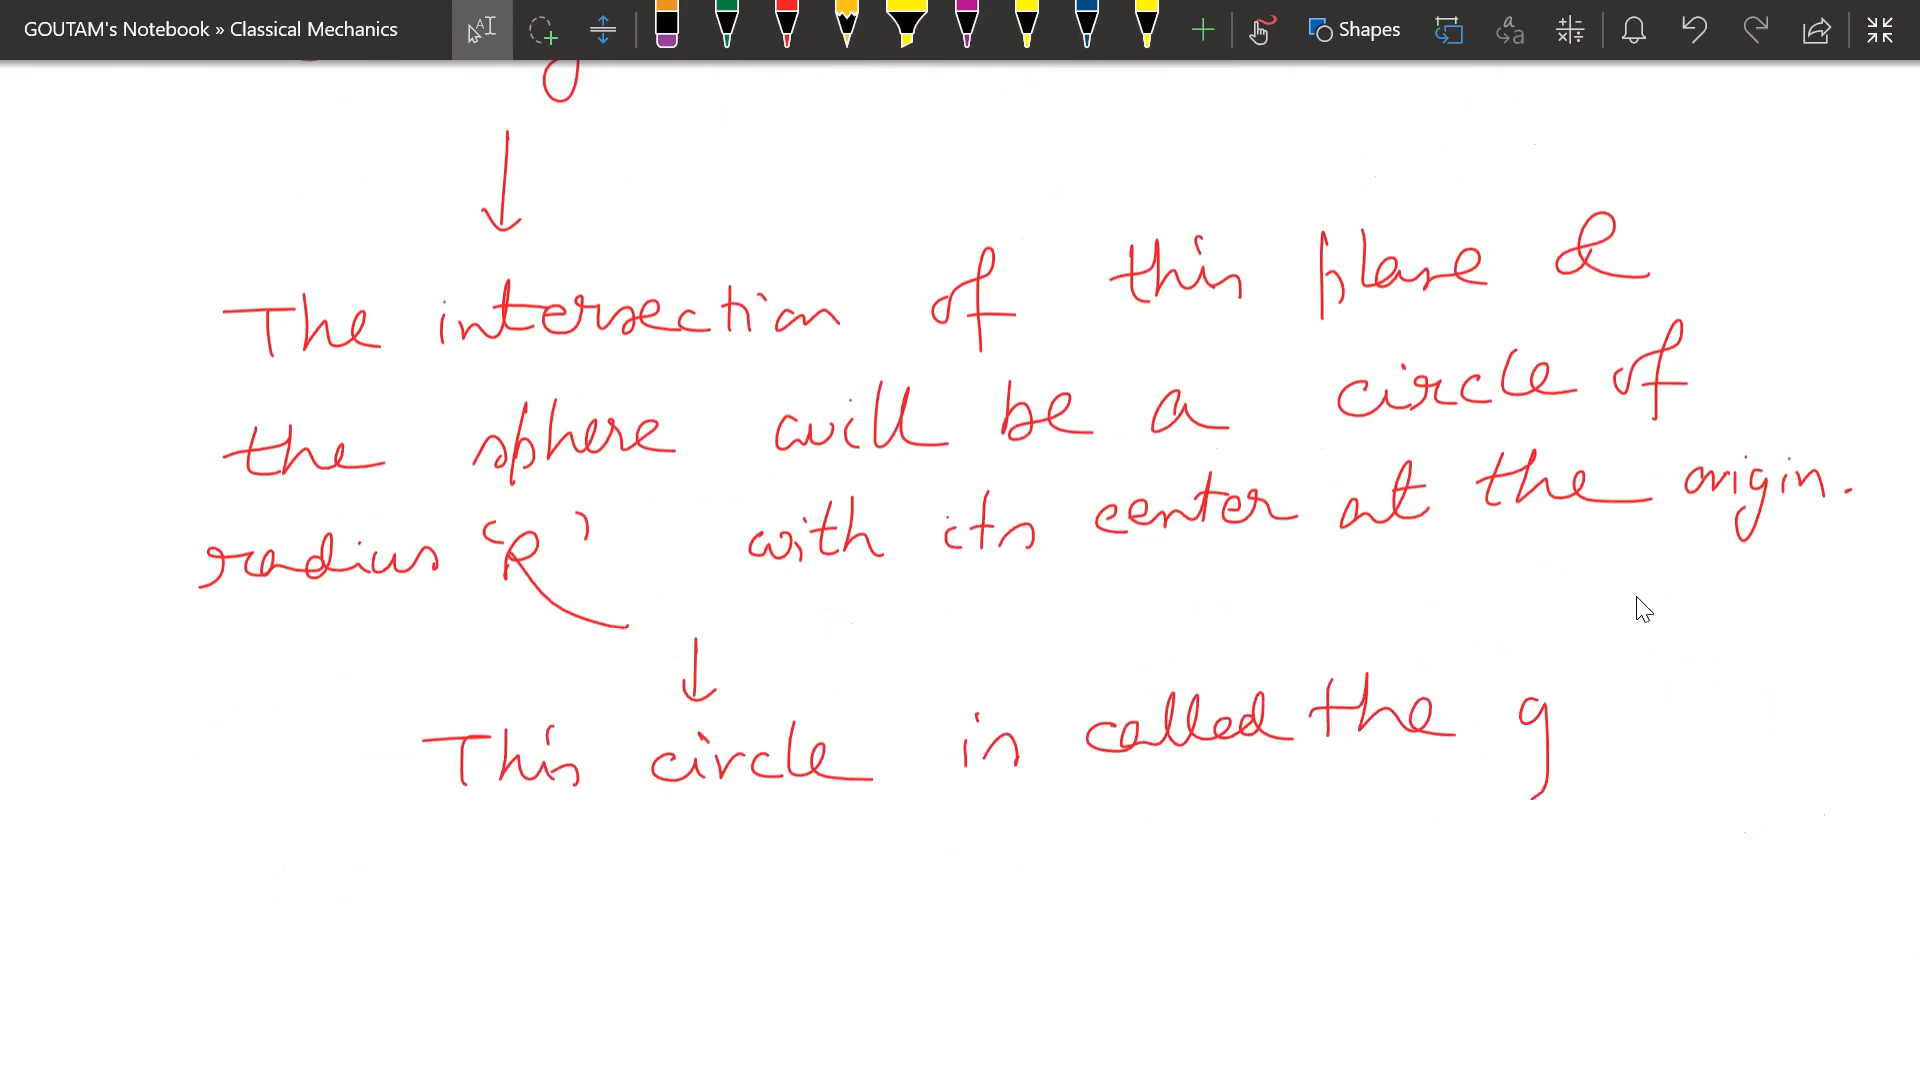 GOUTAM's Notebook » Classical Mechanics
Shapes
The intersection of this plane &
the sphere will be a circle of
radius 'R' with its center at the origin.
This circle is called the g